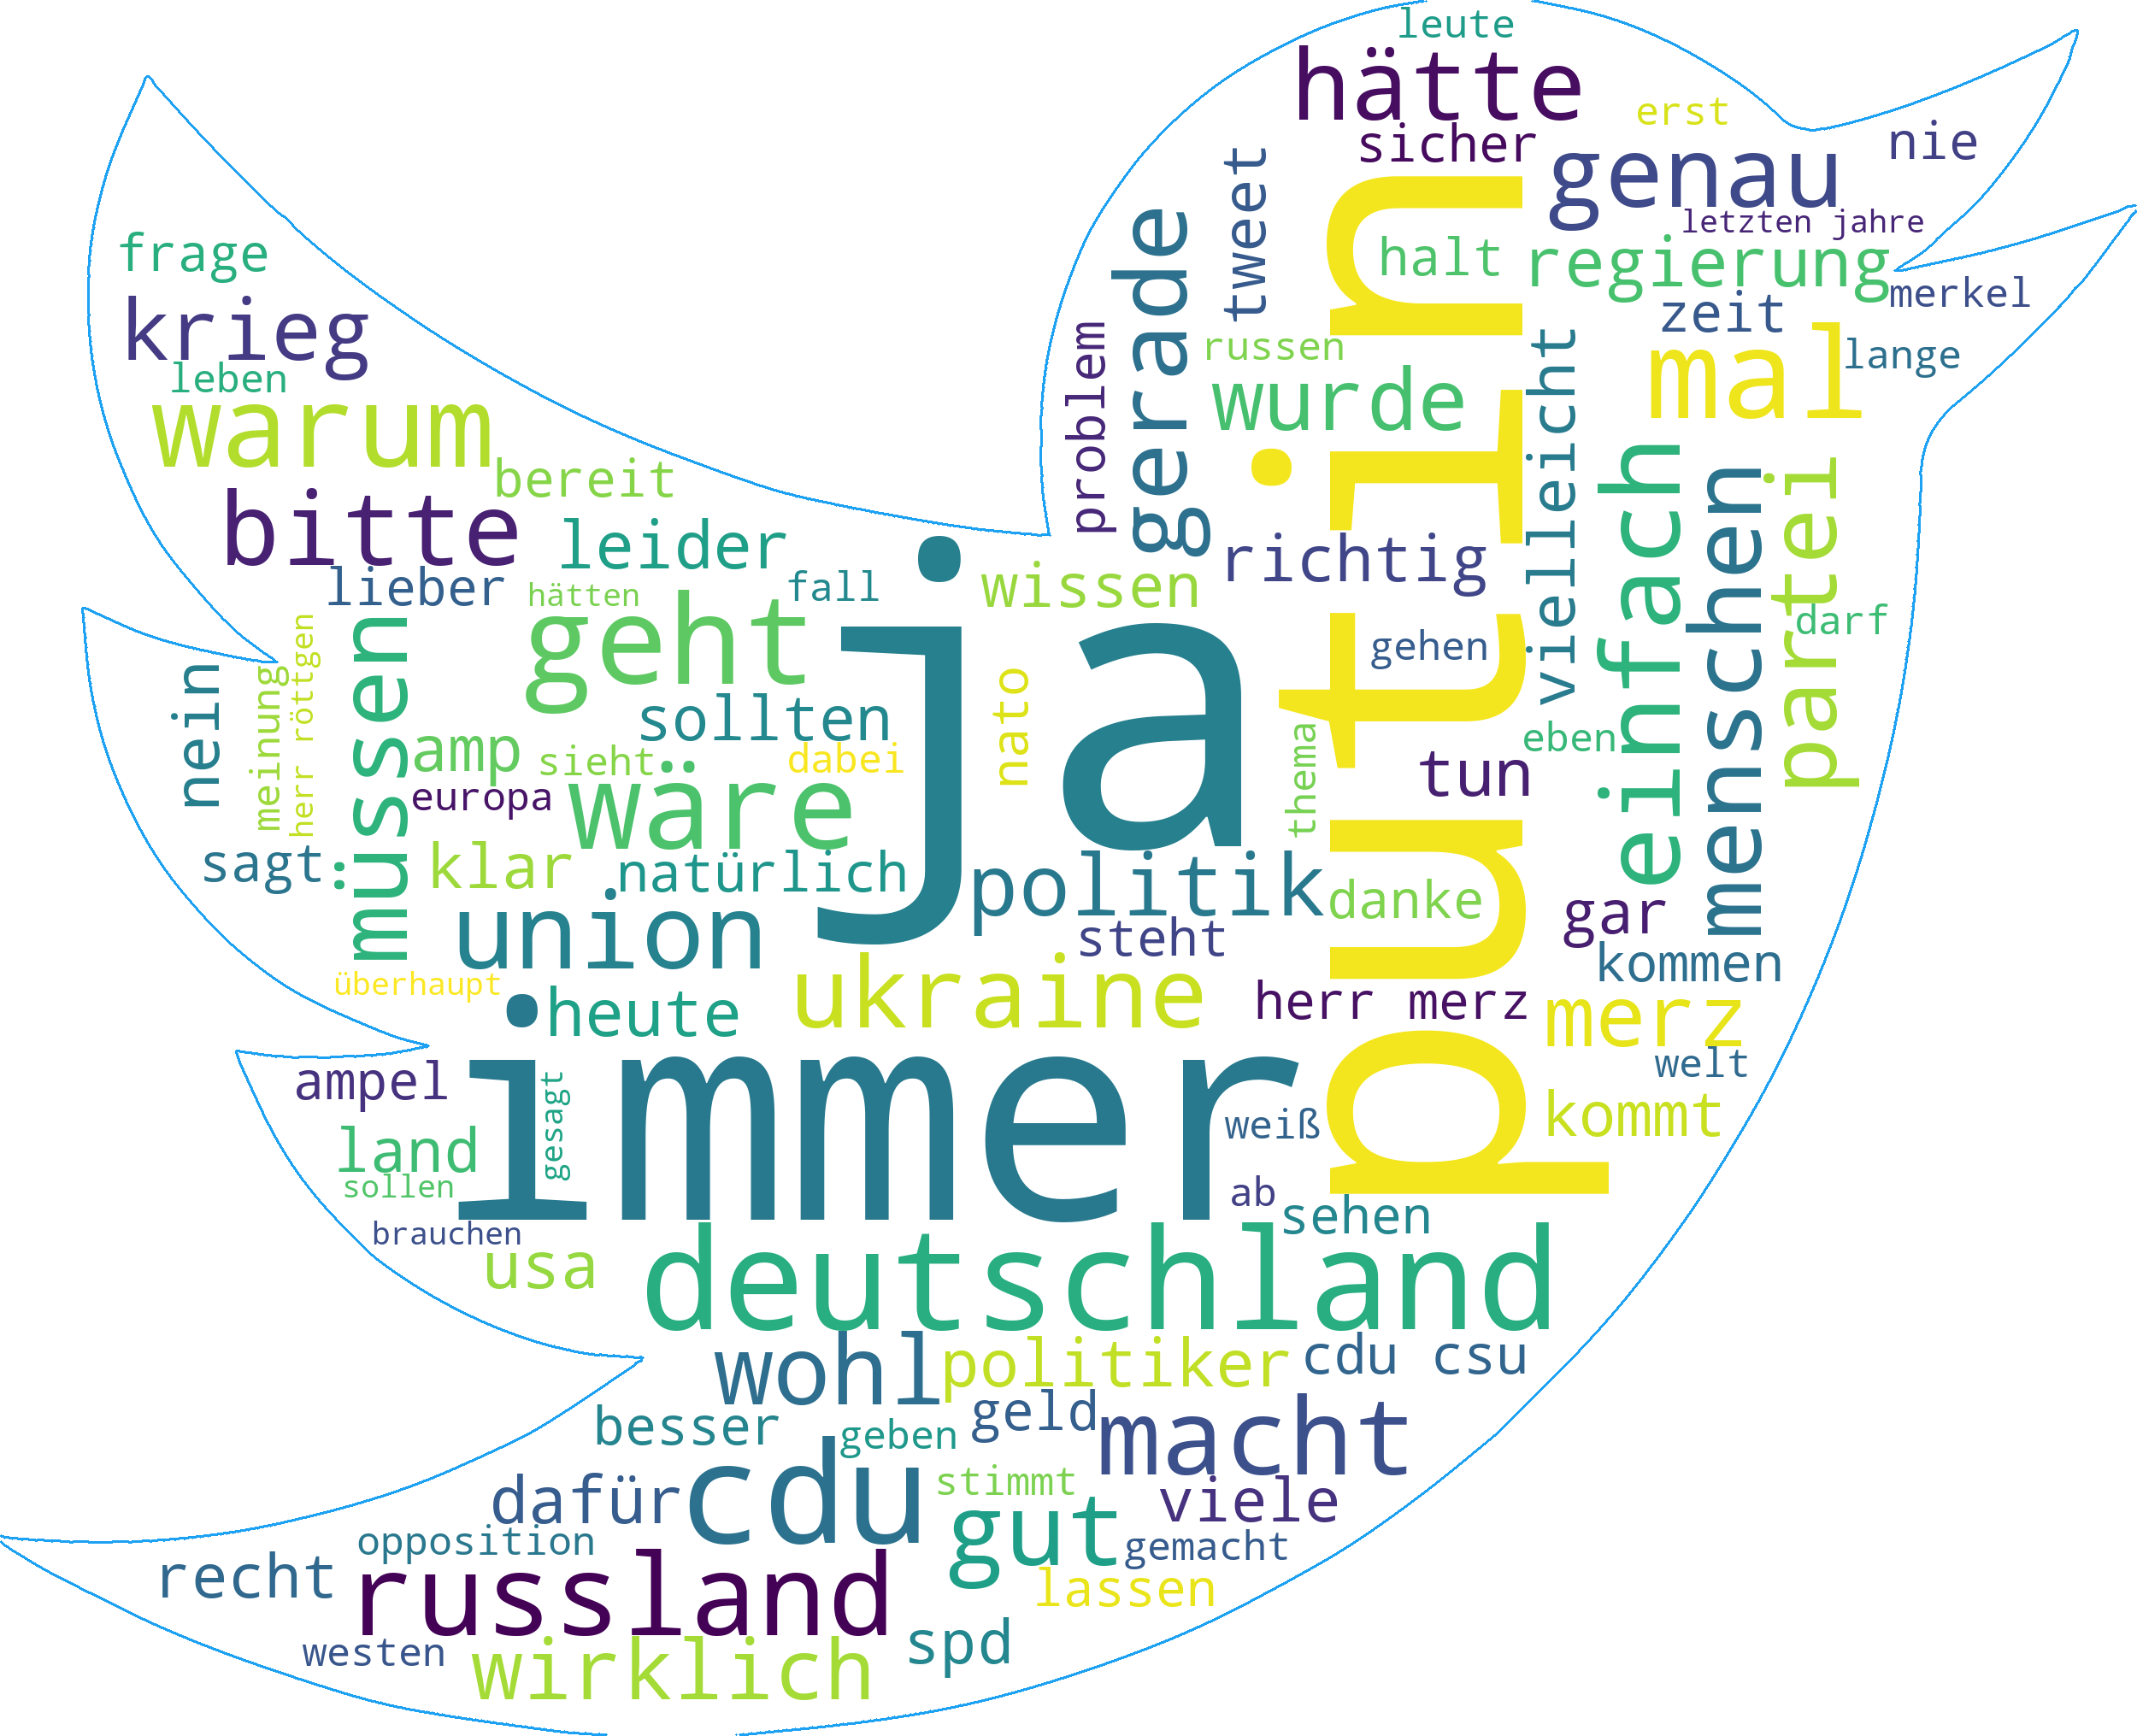 leute
hätte
sicher
erst
nie
genau
tweet
letzten jahre
frage
gerade
halt
regierung
putin
merkel
zeit
krieg
problem
russen
mal
lange
leben
wurde
vielleicht
warum
bereit
einfach
menschen
partei
bitte
leider
richtig
wissen
lieber
hätten
fall
ja
darf
müssen
geht
gehen
nein
meinung
herr röttgen
nato
sollten
thema
eben
amp
sieht
dabei
tun
europa
wäre
sagt
klar
natürlich
politik
danke
gar
union
steht
kommen
überhaupt
heute
ukraine
herr merz
merz
ampel
immer
welt
gesagt
weiß
kommt
land
sollen
ab
sehen
brauchen
usa
deutschland
wohl
politiker
cdu csu
besser
geben
geld
macht
dafür
cdu
stimmt
viele
opposition
gut
gemacht
recht
russland
lassen
westen
wirklich
spd